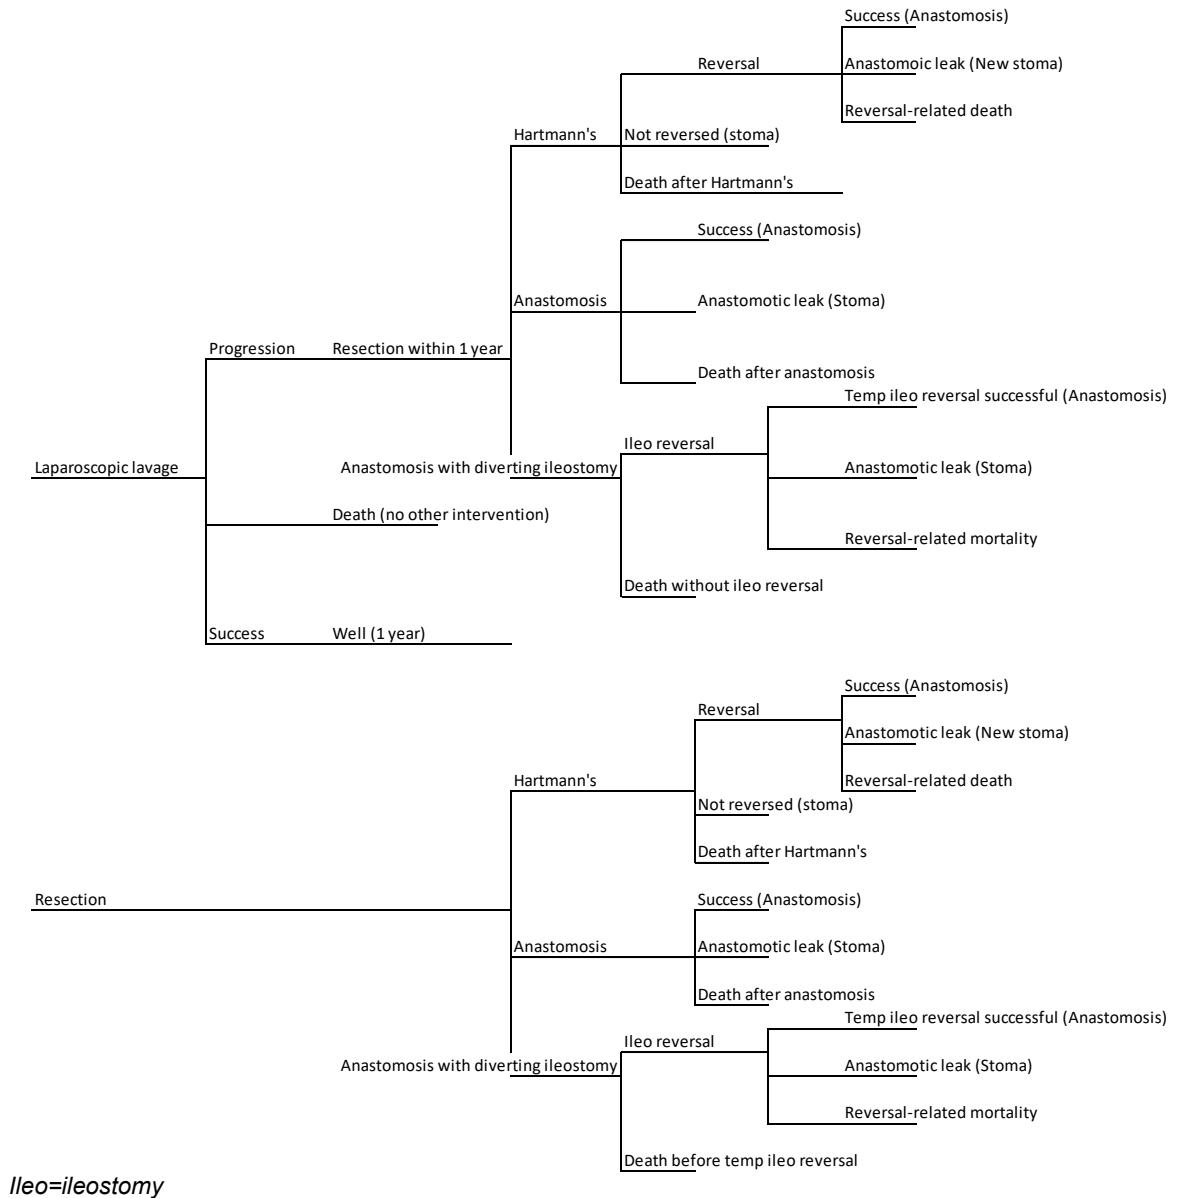 Success (Anastomosis)
Reversal
Anastomoic leak (New stoma)
Reversal-related death
Hartmann's
Not reversed (stoma)
Death after Hartmann's
Success (Anastomosis)
Anastomosis
Anastomotic leak (Stoma)
Progression
Resection within 1 year
Death after anastomosis
Temp ileo reversal successful (Anastomosis)
Ileo reversal
Laparoscopic lavage
Anastomosis with diverting ileostomy
Anastomotic leak (Stoma)
Death (no other intervention)
Reversal-related mortality
Death without ileo reversal
Success
Well (1 year)
Success (Anastomosis)
Reversal
Anastomotic leak (New stoma)
Hartmann's
Reversal-related death
Not reversed (stoma)
Death after Hartmann's
Resection
Success (Anastomosis)
Anastomosis
Anastomotic leak (Stoma)
Death after anastomosis
Temp ileo reversal successful (Anastomosis)
Ileo reversal
Anastomosis with diverting ileostomy
Anastomotic leak (Stoma)
Reversal-related mortality
Death before temp ileo reversal
Ileo=ileostomy